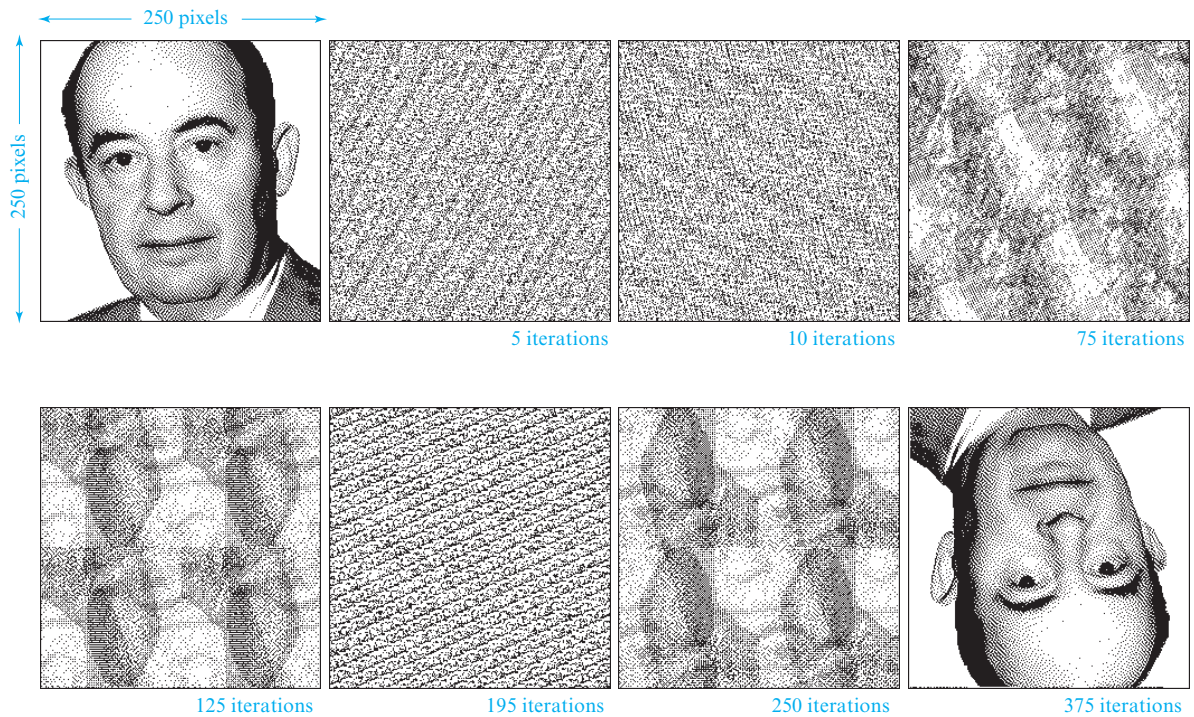 250 pixels
250 pixels
5 iterations
10 iterations
75 iterations
125 iterations
195 iterations
250 iterations
375 iterations